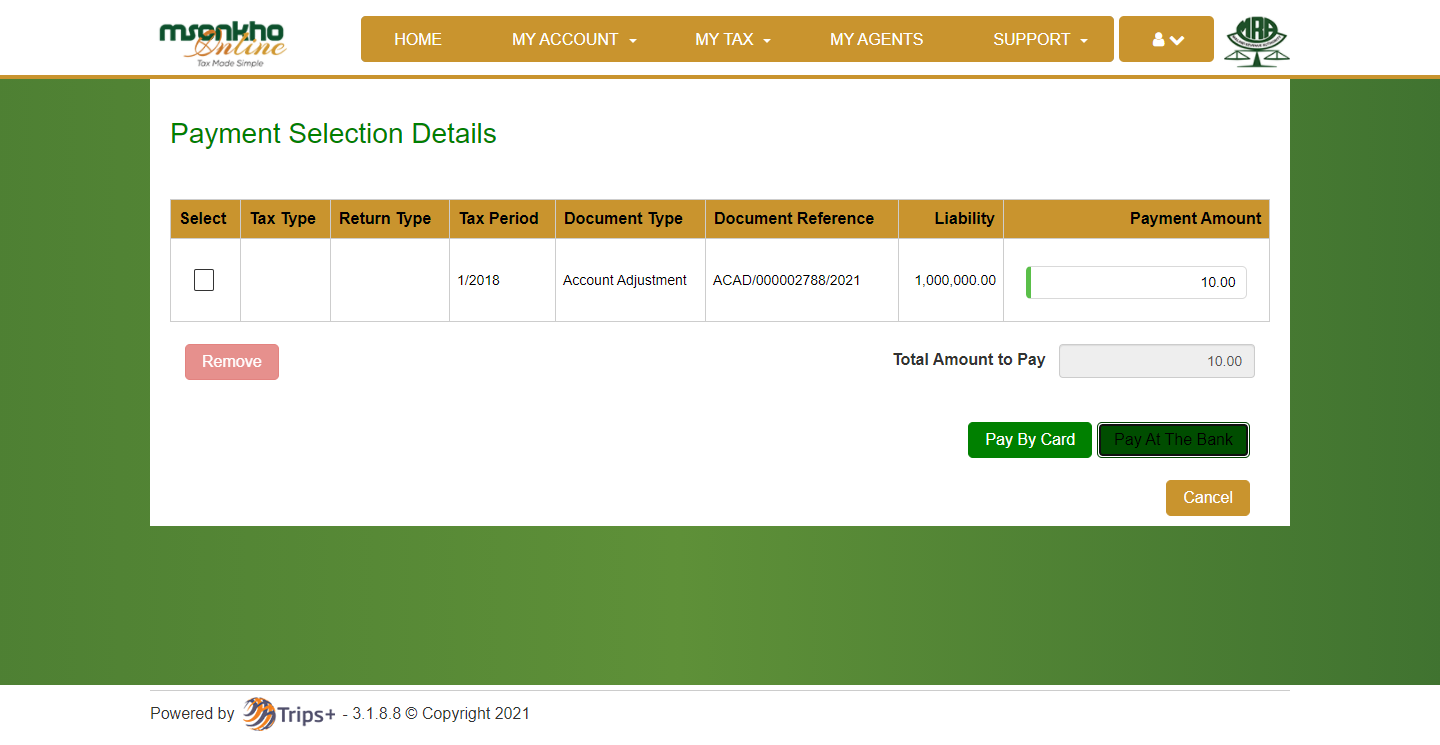 msonkho
Online
Tax Made Simple
HOME MY ACCOUNT MY TAX MY AGENTS SUPPORT
MRA
Payment Selection Details
Select Tax Type Return Type Tax Period Document Type Document Reference Liability Payment Amount
1/2018 Account Adjustment ACAD/000002788/2021 1,000,000.00 10.00
Remove Total Amount to Pay 10.00
Pay By Card Pay At The Bank
Cancel
Powered by Trips+ - 3.1.8.8 © Copyright 2021